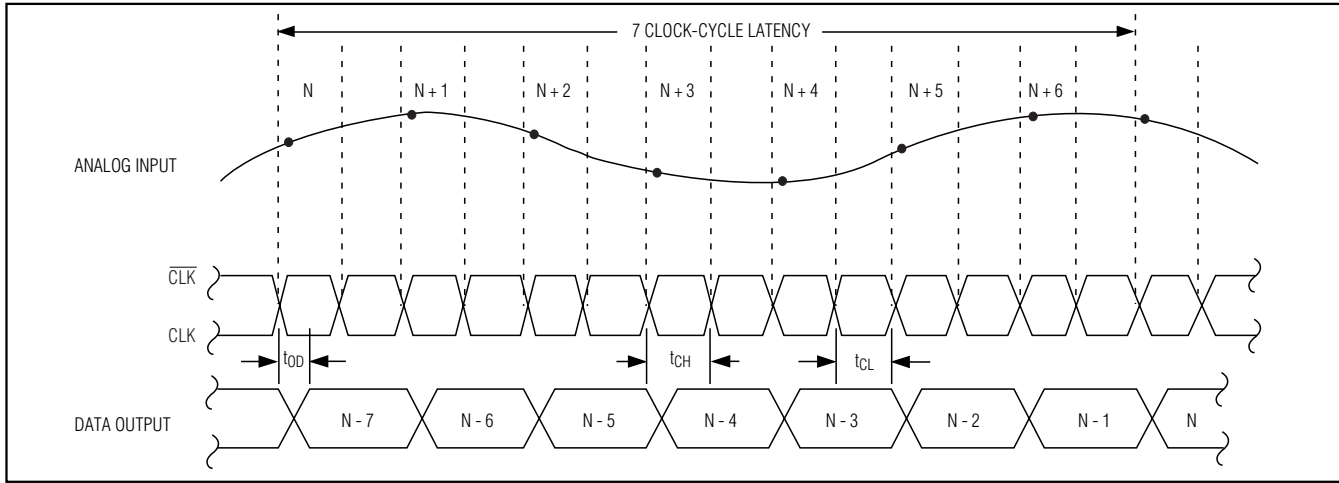 7 CLOCK-CYCLE LATENCY
N N + 1 N + 2 N + 3 N + 4 N + 5 N + 6
ANALOG INPUT
CLK
CLK
tOD tCH tCL
DATA OUTPUT N - 7 N - 6 N - 5 N - 4 N - 3 N - 2 N - 1 N